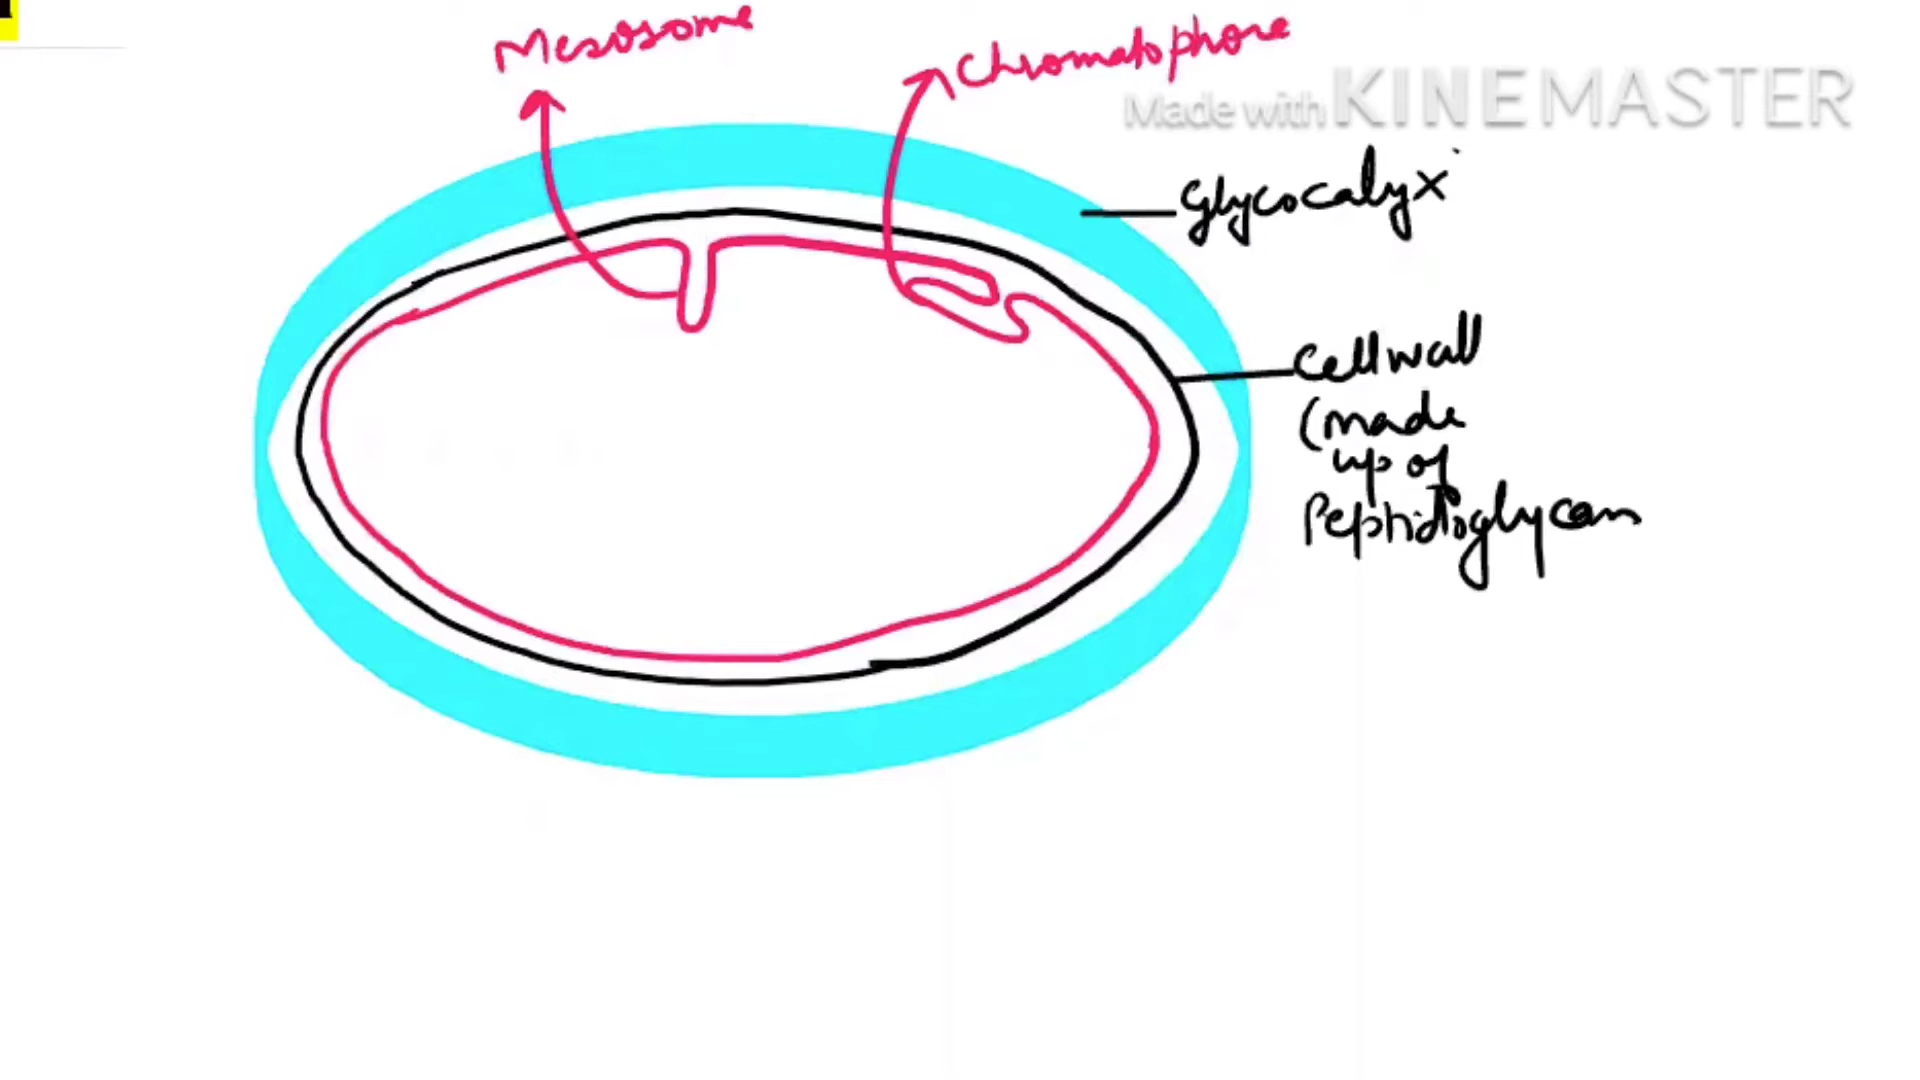 Mesosome
Chromatophore
Made with KINEMASTER
Glycocalyx
Cellwall
(made
up of
Peptidoglycan